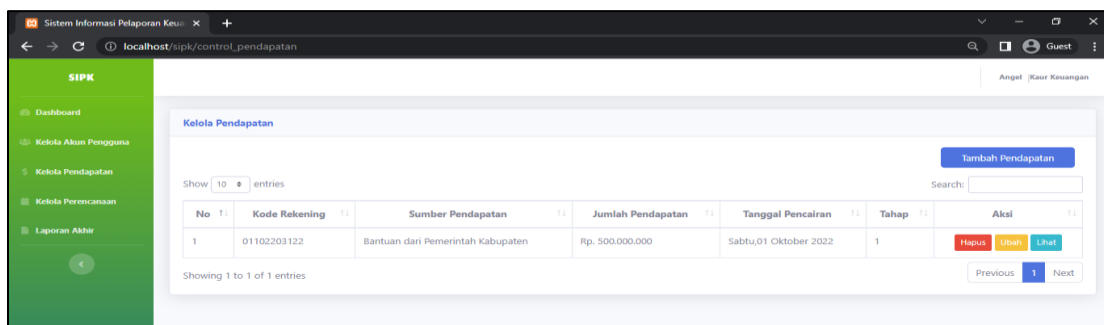 Sistem Informasi Pelaporan Keua
localhost/sipk/control_pendapatan
Guest
SIPK
Angel |Kaur Keuangan
Dashboard
Kelola Akun Pengguna
Kelola Pendapatan
Kelola Perencanaan
Laporan Akhir
Kelola Pendapatan
Tambah Pendapatan
Show 10 entries
Search:
No Kode Rekening Sumber Pendapatan Jumlah Pendapatan Tanggal Pencairan Tahap Aksi
1 01102203122 Bantuan dari Pemerintah Kabupaten Rp. 500.000.000 Sabtu,01 Oktober 2022 1 Hapus Ubah Lihat
Showing 1 to 1 of 1 entries
Previous 1 Next